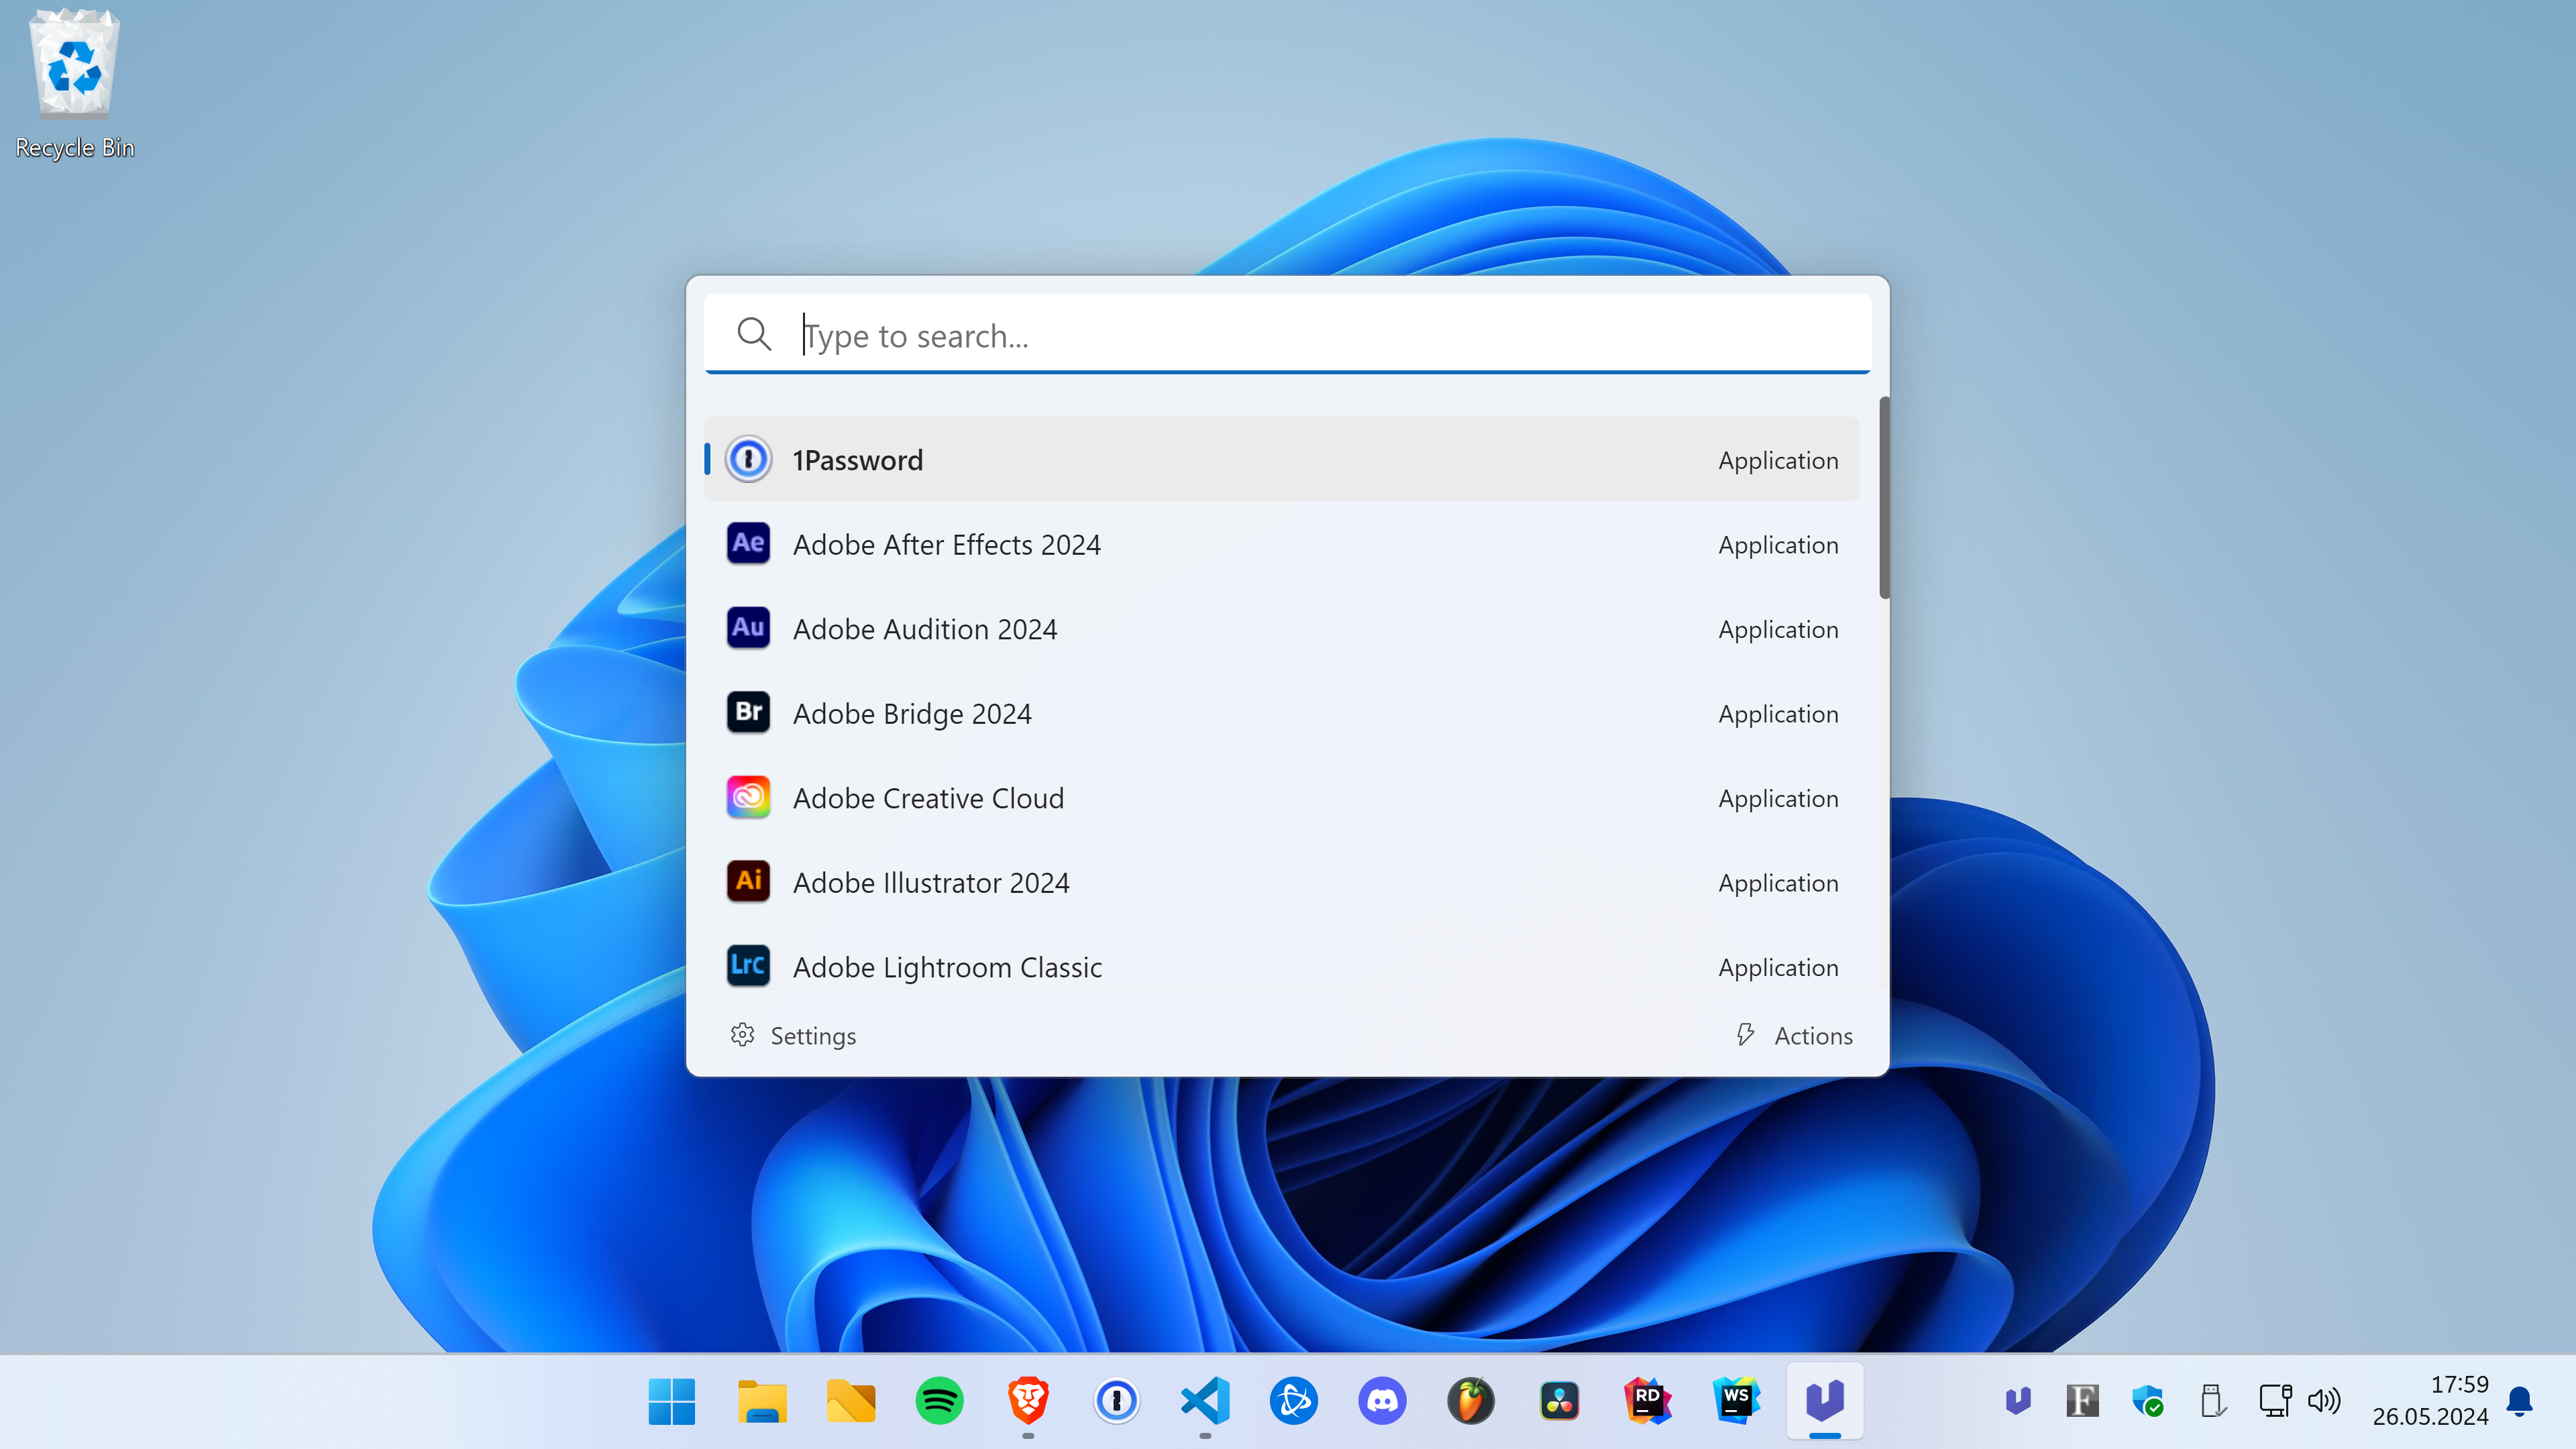 Recycle Bin
Type to search...
1Password Application
Ae Adobe After Effects 2024 Application
Au Adobe Audition 2024 Application
Br Adobe Bridge 2024 Application
Adobe Creative Cloud Application
Ai Adobe Illustrator 2024 Application
LrC Adobe Lightroom Classic Application
Settings Actions
RD WS F 17:59
26.05.2024